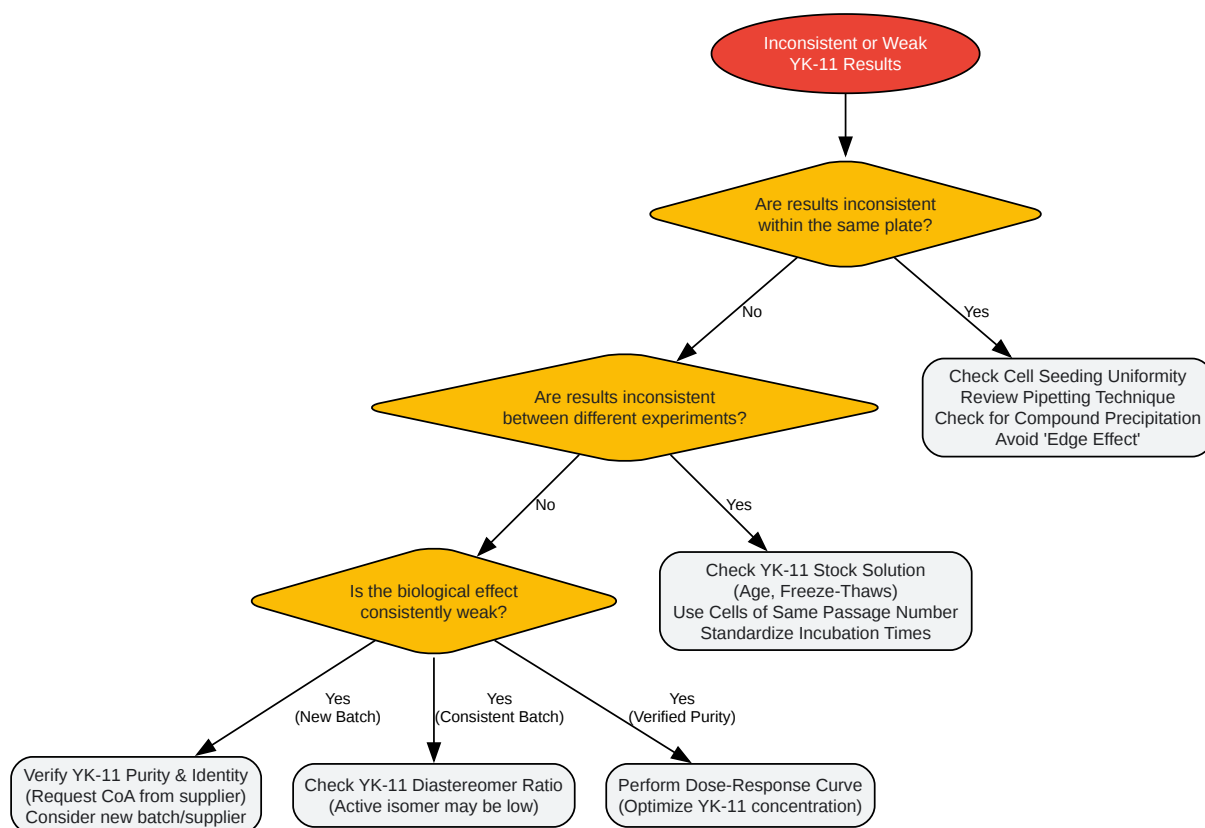 Inconsistent or Weak
YK-11 Results
Are results inconsistent
within the same plate?
No
Yes
Check Cell Seeding Uniformity
Review Pipetting Technique
Check for Compound Precipitation
Avoid 'Edge Effect'
Are results inconsistent
between different experiments?
No
Yes
Check YK-11 Stock Solution
(Age, Freeze-Thaws)
Use Cells of Same Passage Number
Standardize Incubation Times
Is the biological effect
consistently weak?
Yes
(New Batch)
Yes
(Consistent Batch)
Yes
(Verified Purity)
Verify YK-11 Purity & Identity
(Request CoA from supplier)
Consider new batch/supplier
Check YK-11 Diastereomer Ratio
(Active isomer may be low)
Perform Dose-Response Curve
(Optimize YK-11 concentration)